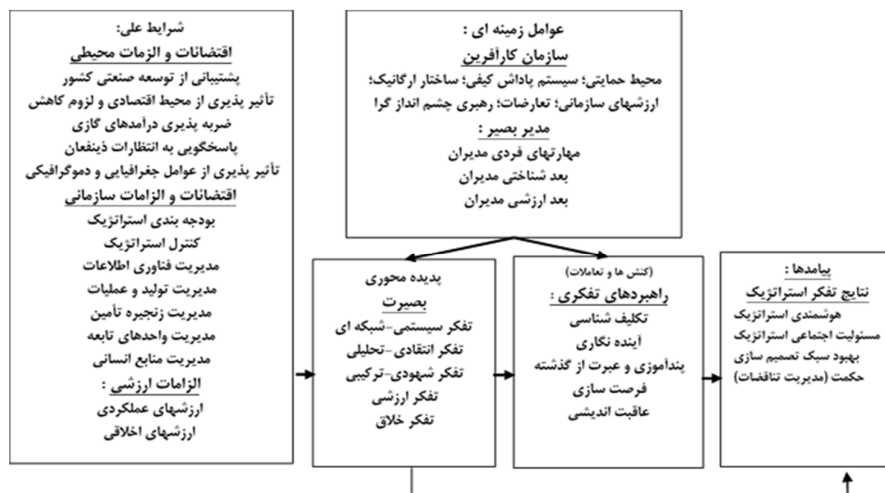 شرایط علی:
اقتضائات و الزمات محیطی
پشتیبانی از توسعه صنعتی کشور
تأثیر پذیری از محیط اقتصادی و لزوم کاهش
ضربه پذیری درآمدهای گازی
پاسخگویی به انتظارات ذینفعان
تأثیر پذیری از عوامل جغرافیایی و دموگرافیکی
اقتضائات و الزامات سازمانی
بودجه بندی استراتژیک
کنترل استراتژیک
مدیریت فناوری اطلاعات
مدیریت تولید و عملیات
مدیریت زنجیره تأمین
مدیریت واحدهای تابعه
مدیریت منابع انسانی
الزامات ارزشی :
ارزشهای عملکردی
ارزشهای اخلاقی
عوامل زمینه ای :
سازمان کارآفرین
محیط حمایتی؛ سیستم پاداش کیفی؛ ساختار ارگانیک؛
ارزشهای سازمانی؛ تعارضات؛ رهبری چشم انداز گرا
مدیر بصیر :
مهارتهای فردی مدیران
بعد شناختی مدیران
بعد ارزشی مدیران
پدیده محوری
بصیرت
تفکر سیستمی-شبکه ای
تفکر انتقادی-تحلیلی
تفکر شهودی-ترکیبی
تفکر ارزشی
تفکر خلاق
(کنش ها و تعاملات)
راهبردهای تفکری :
تکلیف شناسی
آینده نگاری
پندآموزی و عبرت از گذشته
فرصت سازی
عاقبت اندیشی
پیامدها :
نتایج تفکر استراتژیک
هوشمندی استراتژیک
مسئولیت اجتماعی استراتژیک
بهبود سبک تصمیم سازی
حکمت (مدیریت تناقضات)